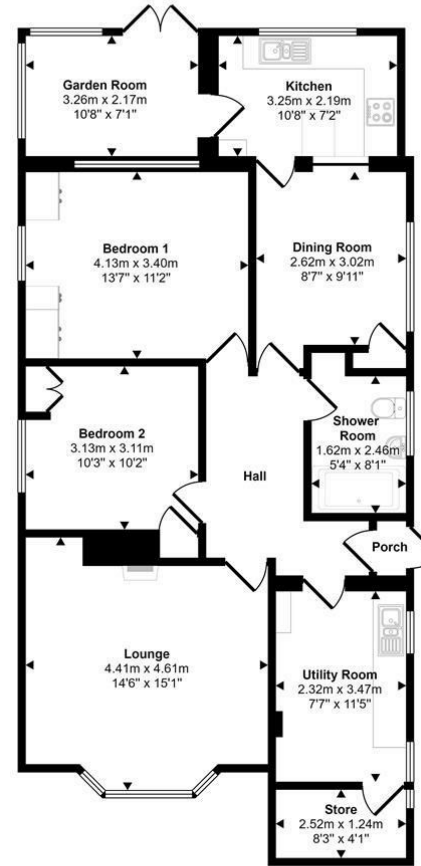 Garden Room
3.26m x 2.17m
10'8" x 7'1"
Kitchen
3.25m x 2.19m
10'8" x 7'2"
Bedroom 1
4.13m x 3.40m
13'7" x 11'2"
Dining Room
2.62m x 3.02m
8'7" x 9'11"
Bedroom 2
3.13m x 3.11m
10'3" x 10'2"
Shower
Room
1.62m x 2.46m
5'4" x 8'1"
Hall
Porch
Lounge
4.41m x 4.61m
14'6" x 15'1"
Utility Room
2.32m x 3.47m
7'7" x 11'5"
Store
2.52m x 1.24m
8'3" x 4'1"